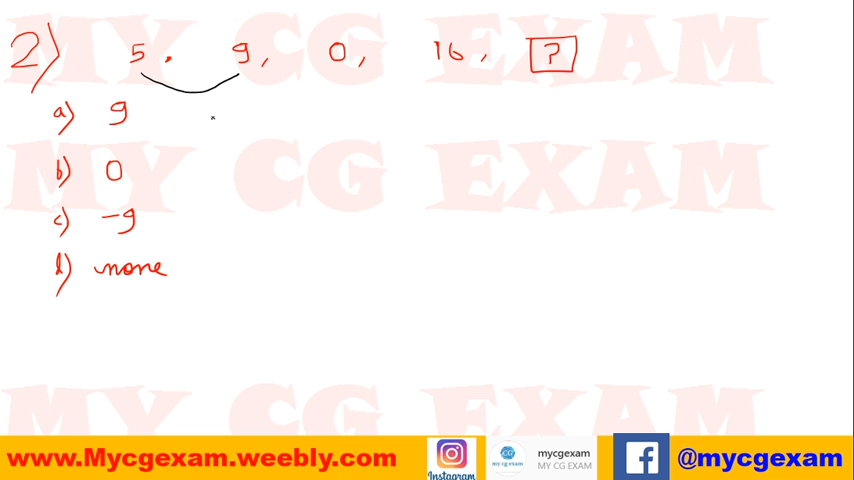 2) 5. 9, 0, 16, ?
a) 9
b) 0
c) -9
d) none
MY CG EXAM
MY CG EXAM
MY CG EXAM
www.Mycgexam.weebly.com
Instagram
CG
my cg exam
mycgexam
MY CG EXAM
@mycgexam